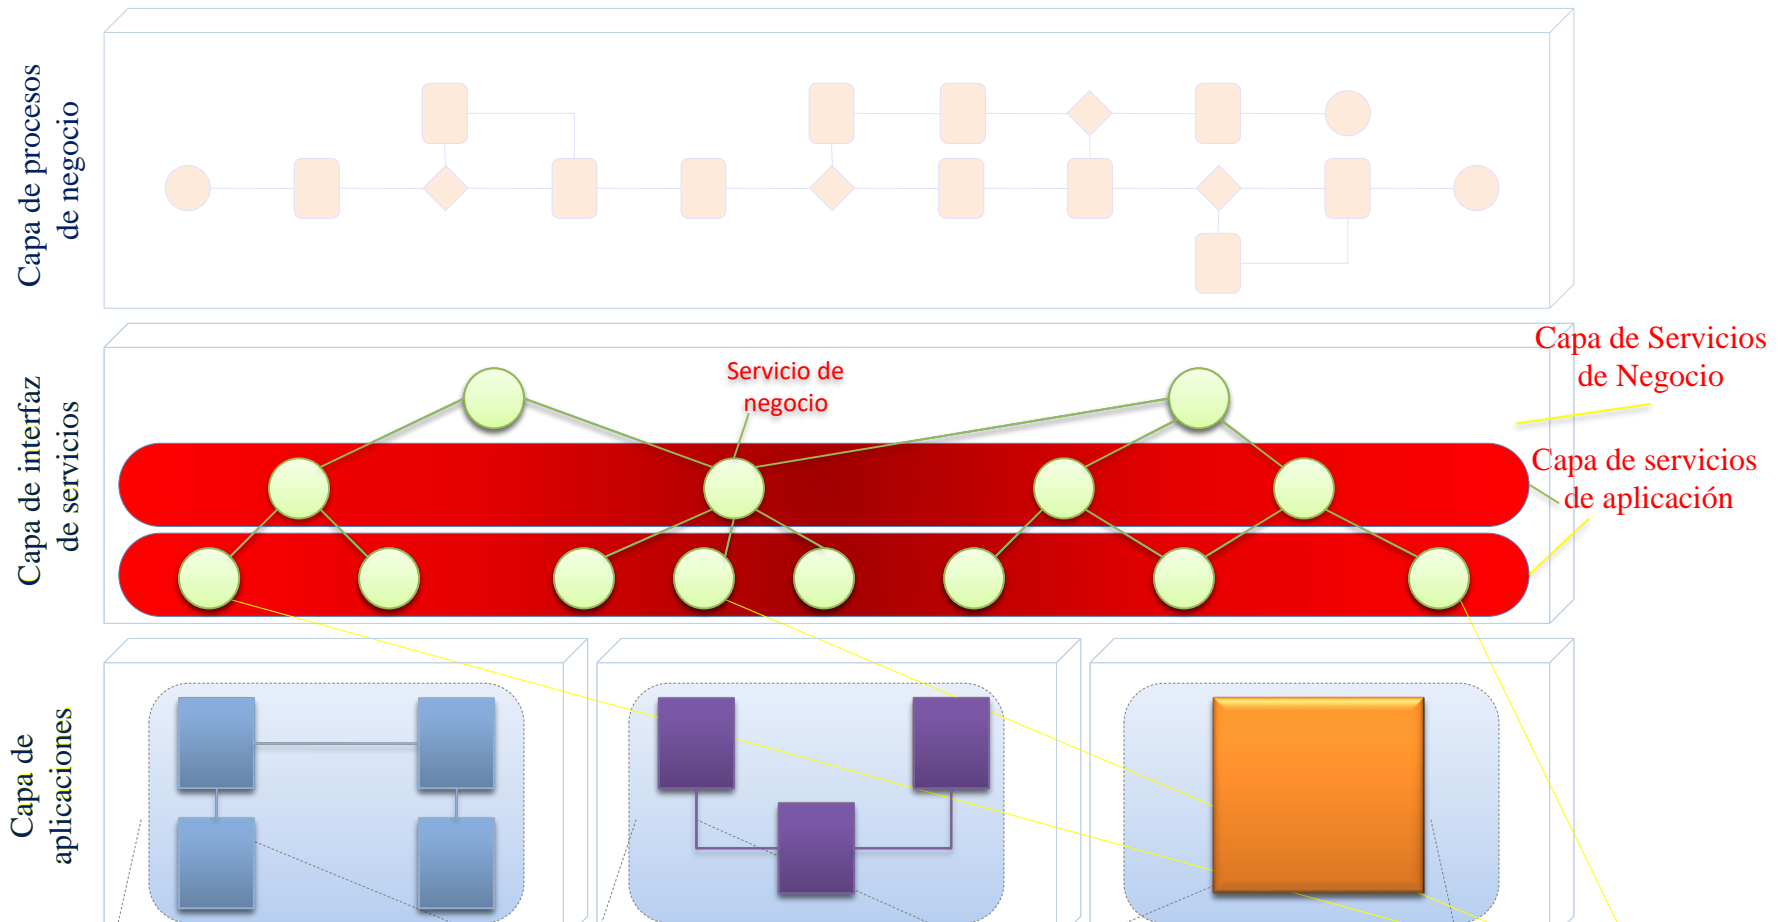 Capa de procesos
de negocio
Servicio de
negocio
Capa de Servicios
de Negocio
Capa de interfaz
de servicios
Capa de servicios
de aplicación
Capa de
aplicaciones